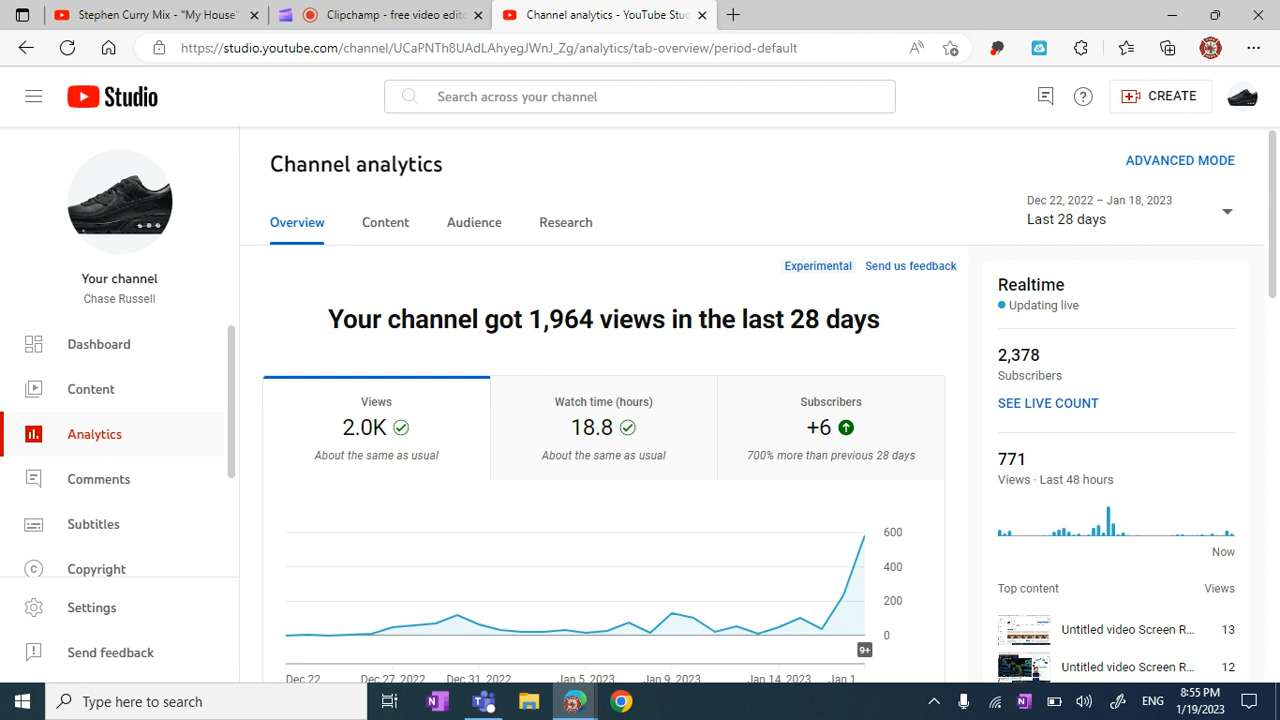 Stephen Curry Mix - "My House"
Clipchamp - free video edito
Channel analytics - YouTube Stud
https://studio.youtube.com/channel/UCaPNTh8UAdLAhyegJWnJ_Zg/analytics/tab-overview/period-default
Studio
Search across your channel
CREATE
Channel analytics
ADVANCED MODE
Dec 22, 2022 – Jan 18, 2023
Last 28 days
Overview
Content
Audience
Research
Your channel
Chase Russell
Dashboard
Content
Analytics
Comments
Subtitles
Copyright
Settings
Send feedback
Experimental
Send us feedback
Your channel got 1,964 views in the last 28 days
Views
2.0K
About the same as usual
Watch time (hours)
18.8
About the same as usual
Subscribers
+6
700% more than previous 28 days
600
400
200
0
9+
Dec 22
Dec 27, 2022
Dec 31, 2022
Jan 5, 2023
Jan 9, 2023
Jan 14, 2023
Jan 1
Realtime
Updating live
2,378
Subscribers
SEE LIVE COUNT
771
Views · Last 48 hours
Now
Top content
Views
Untitled video Screen R...
13
Untitled video Screen R...
12
Type here to search
ENG
8:55 PM
1/19/2023